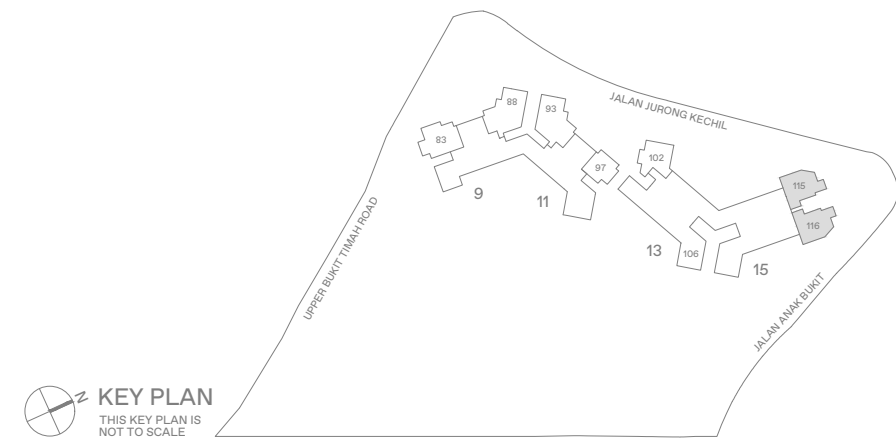 JALAN JURONG KECHIL
88
93
83
102
97
115
9
11
116
13
106
15
UPPER BUKIT TIMAH ROAD
JALAN ANAK BUKIT
N
KEY PLAN
THIS KEY PLAN IS
NOT TO SCALE